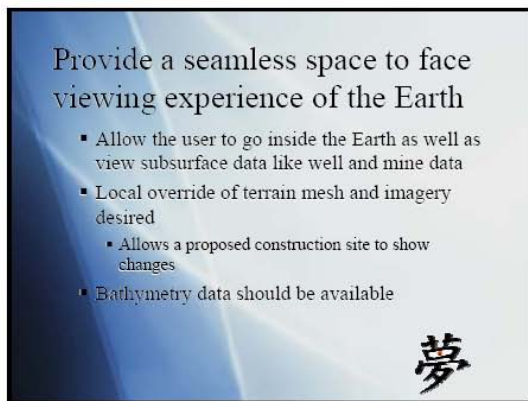 Provide a seamless space to face
viewing experience of the Earth
▪ Allow the user to go inside the Earth as well as
view subsurface data like well and mine data
▪ Local override of terrain mesh and imagery
desired
▪ Allows a proposed construction site to show
changes
▪ Bathymetry data should be available
夢